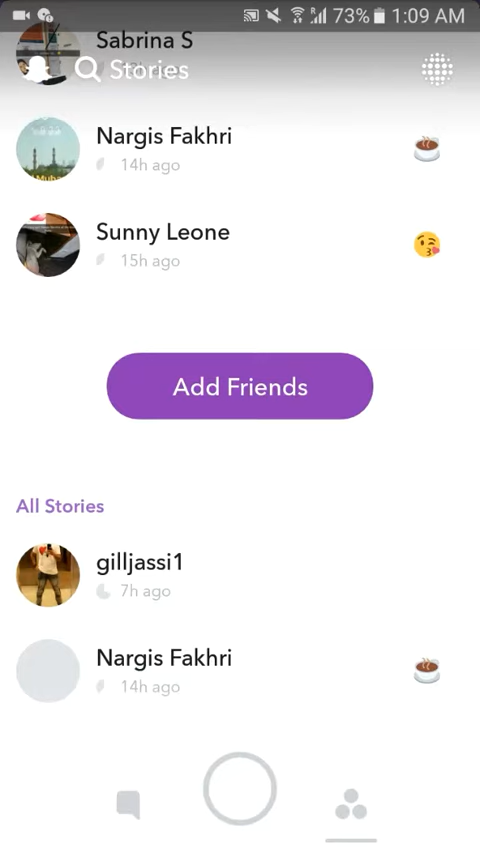 73% 1:09 AM
Sabrina S
Stories
Nargis Fakhri
14h ago
Sunny Leone
15h ago
Add Friends
All Stories
gilljassi1
7h ago
Nargis Fakhri
14h ago